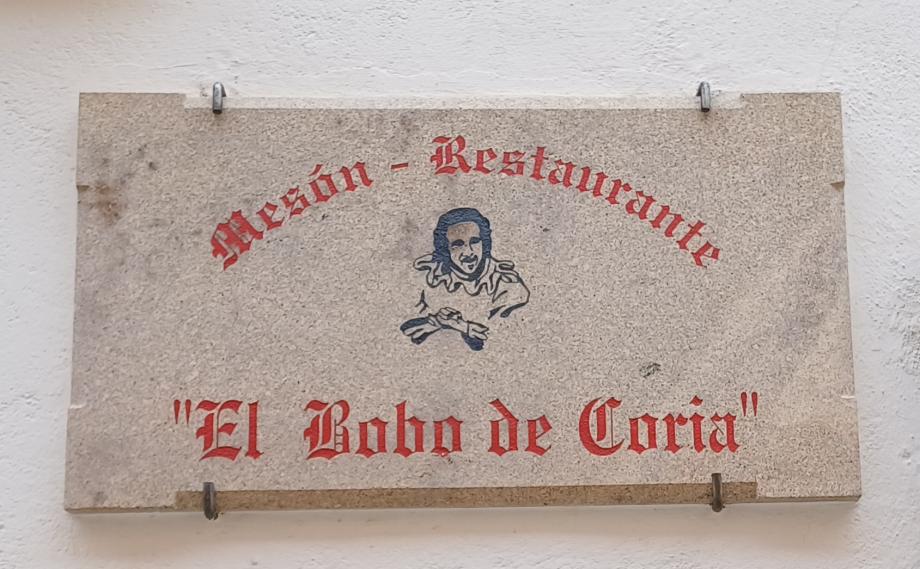 Mesón - Restaurante
"El Bobo de Coria"